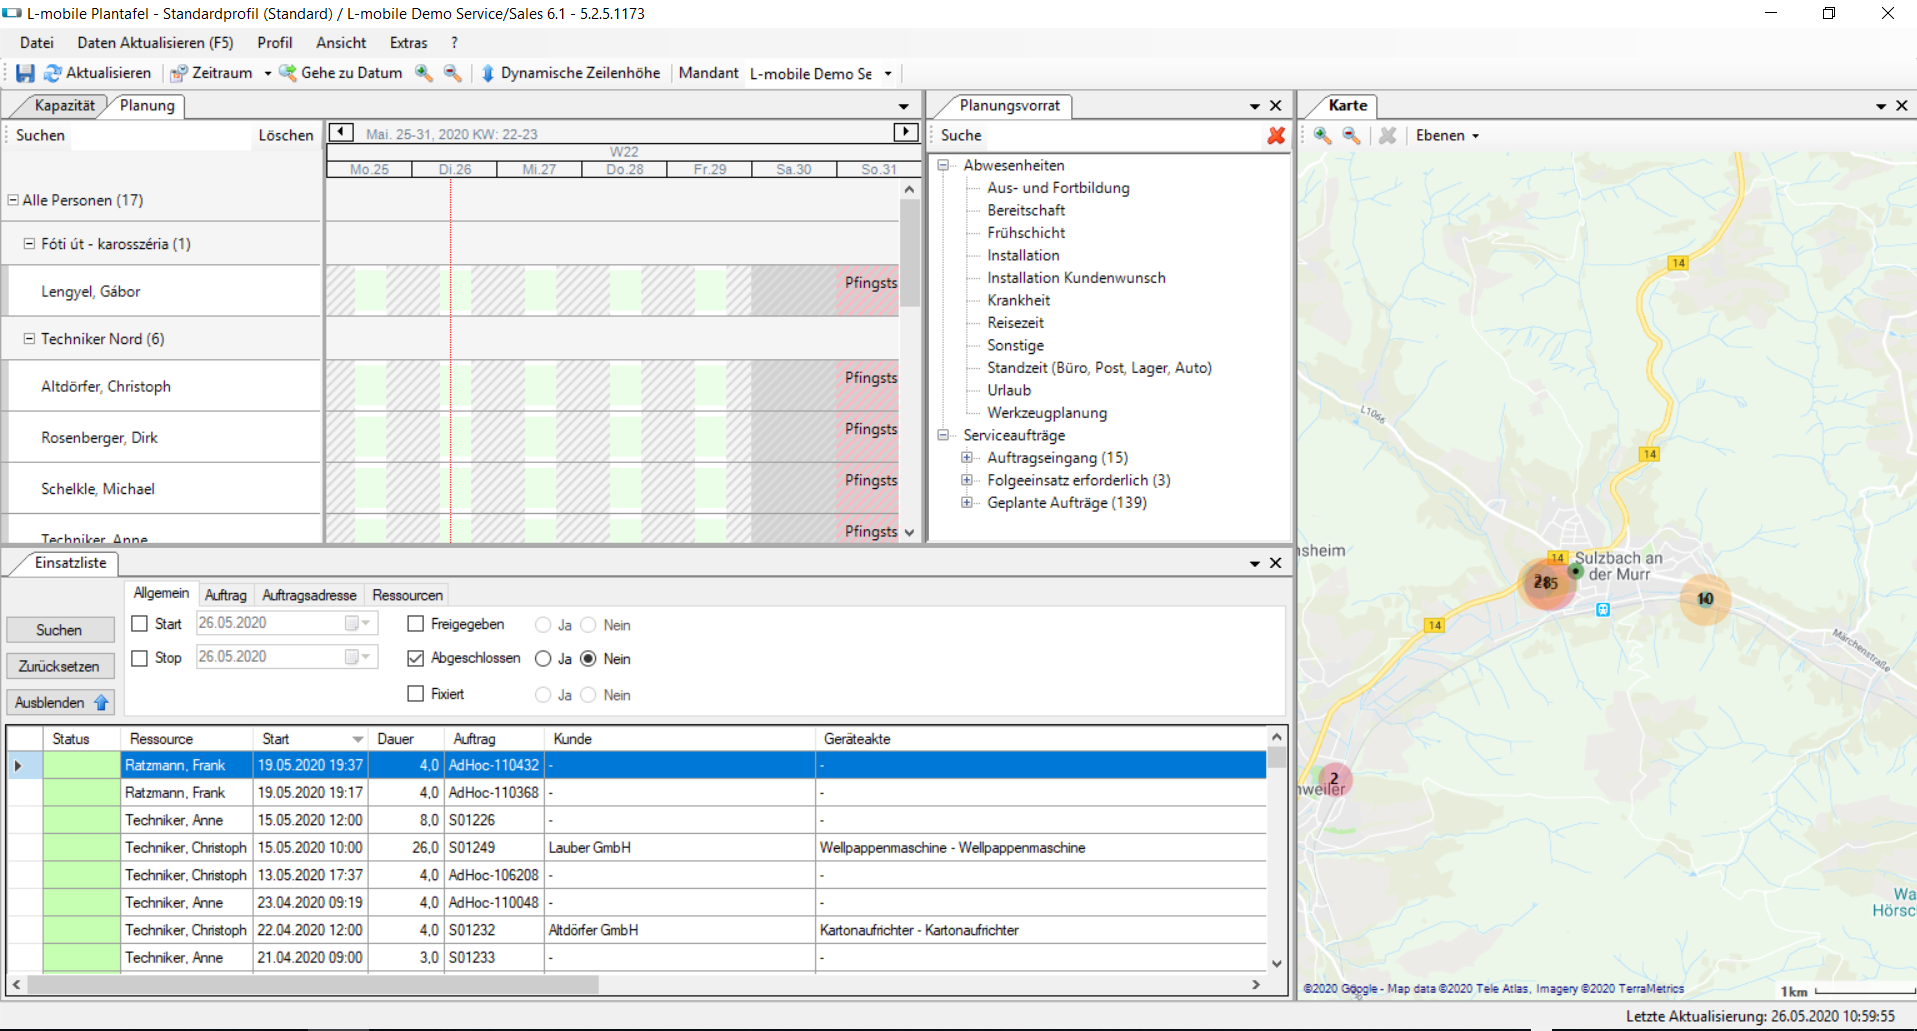 L-mobile Plantafel - Standardprofil (Standard) / L-mobile Demo Service/Sales 6.1 - 5.2.5.1173
Datei Daten Aktualisieren (F5) Profil Ansicht Extras ?
Aktualisieren Zeitraum Gehe zu Datum Dynamische Zeilenhöhe Mandant L-mobile Demo Se
Kapazität Planung
Suchen Löschen
Mai. 25-31, 2020 KW: 22-23
W22
Mo.25 Di.26 Mi.27 Do.28 Fr.29 Sa.30 So.31
Alle Personen (17)
Fóti út - karosszéria (1)
Lengyel, Gábor Pfingsts
Techniker Nord (6)
Altdörfer, Christoph Pfingsts
Rosenberger, Dirk Pfingsts
Schelkle, Michael Pfingsts
Techniker, Anne Pfingsts
Planungsvorrat
Suche
Abwesenheiten
Aus- und Fortbildung
Bereitschaft
Frühschicht
Installation
Installation Kundenwunsch
Krankheit
Reisezeit
Sonstige
Standzeit (Büro, Post, Lager, Auto)
Urlaub
Werkzeugplanung
Serviceaufträge
Auftragseingang (15)
Folgeeinsatz erforderlich (3)
Geplante Aufträge (139)
Karte
Ebenen
14
L1066
14
nsheim
14 Sulzbach an
der Murr
10
14
Märchenstraße
2
nweiler
Wa
Hörsc
©2020 Google - Map data ©2020 Tele Atlas, Imagery ©2020 TerraMetrics
1km
Einsatzliste
Allgemein Auftrag Auftragsadresse Ressourcen
Suchen
Zurücksetzen
Ausblenden
Start 26.05.2020 Freigegeben Ja Nein
Stop 26.05.2020 Abgeschlossen Ja Nein
Fixiert Ja Nein
Status Ressource Start Dauer Auftrag Kunde Geräteakte
Ratzmann, Frank 19.05.2020 19:37 4,0 AdHoc-110432 - -
Ratzmann, Frank 19.05.2020 19:17 4,0 AdHoc-110368 - -
Techniker, Anne 15.05.2020 12:00 8,0 S01226 - -
Techniker, Christoph 15.05.2020 10:00 26,0 S01249 Lauber GmbH Wellpappenmaschine - Wellpappenmaschine
Techniker, Christoph 13.05.2020 17:37 4,0 AdHoc-106208 - -
Techniker, Anne 23.04.2020 09:19 4,0 AdHoc-110048 - -
Techniker, Christoph 22.04.2020 12:00 4,0 S01232 Altdörfer GmbH Kartonaufrichter - Kartonaufrichter
Techniker, Anne 21.04.2020 09:00 3,0 S01233 - -
Letzte Aktualisierung: 26.05.2020 10:59:55